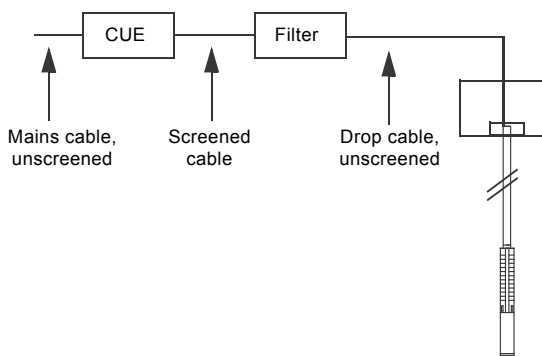 CUE
Filter
Mains cable,
unscreened
Screened
cable
Drop cable,
unscreened